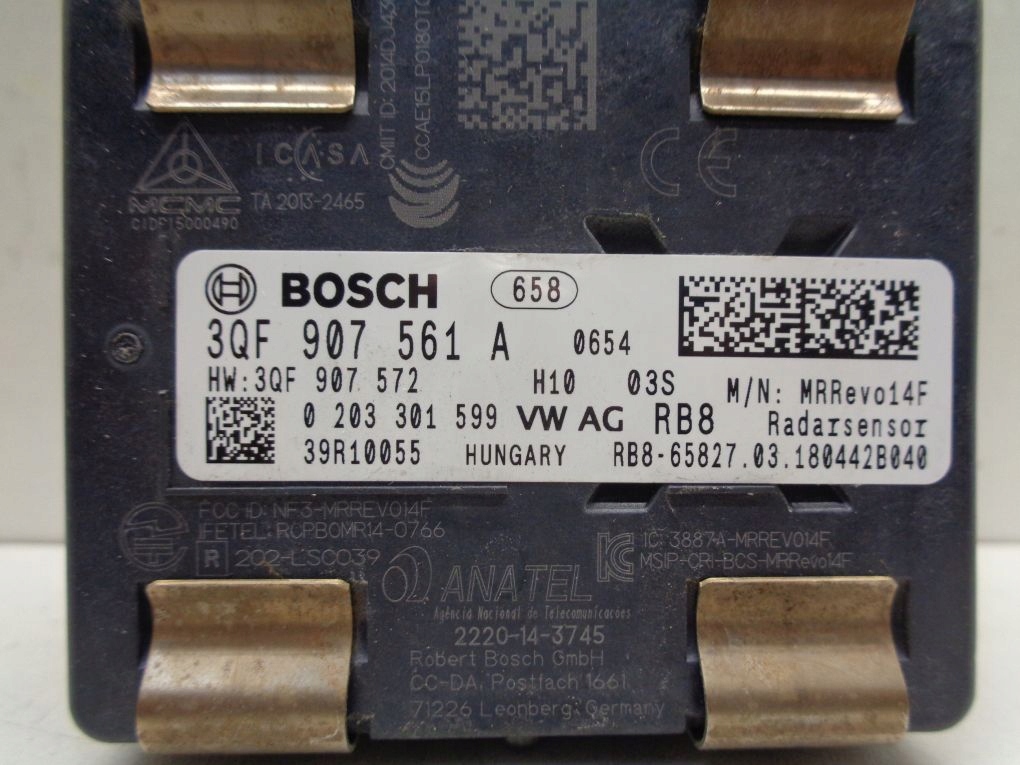 CMIT ID: 2014DJ43
CCAE15LP0180T0
ICASA
MCMC
TA 2013-2465
CIDF15000490
CE
BOSCH 658
3QF 907 561 A 0654
HW:3QF 907 572 H10 03S M/N: MRRevo14F
0 203 301 599 VW AG RB8 Radarsensor
39R10055 HUNGARY RB8-65827.03.180442B040
FCC ID: NF3-MRREVO14F
IFETEL: RCPBOMR14-0766
R 202-LSC039
IC: 3887A-MRREVO14F
MSIP-CRI-BCS-MRRevo14F
ANATEL
Agência Nacional de Telecomunicacoes
2220-14-3745
Robert Bosch GmbH
CC-DA, Postfach 1661
71226 Leonberg, Germany